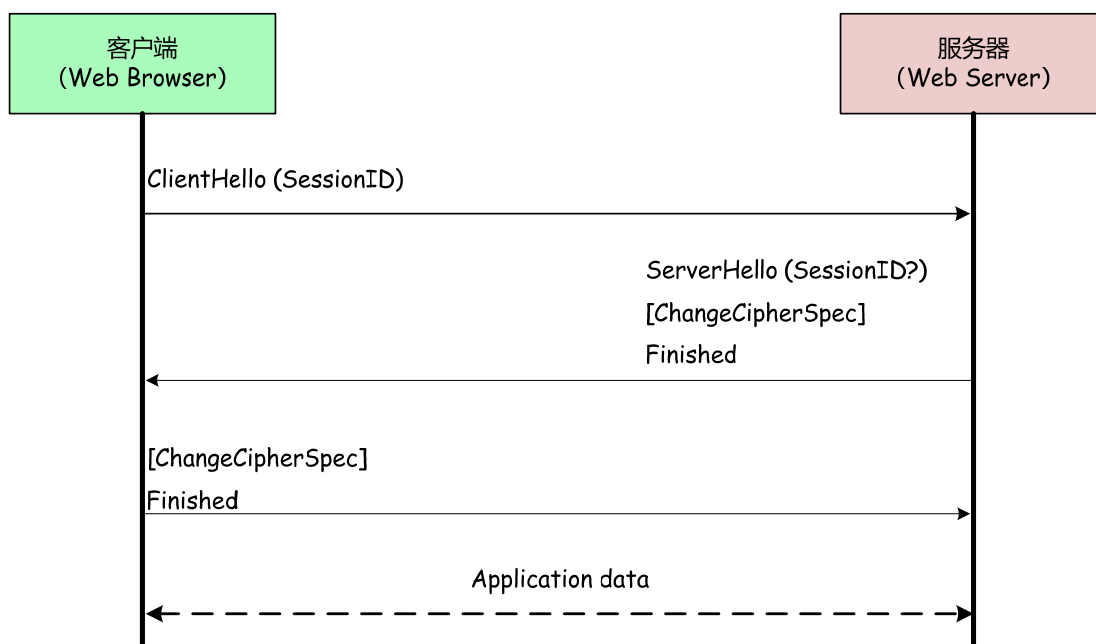 客户端
(Web Browser)
服务器
(Web Server)
ClientHello (SessionID)
ServerHello (SessionID?)
[ChangeCipherSpec]
Finished
[ChangeCipherSpec]
Finished
Application data